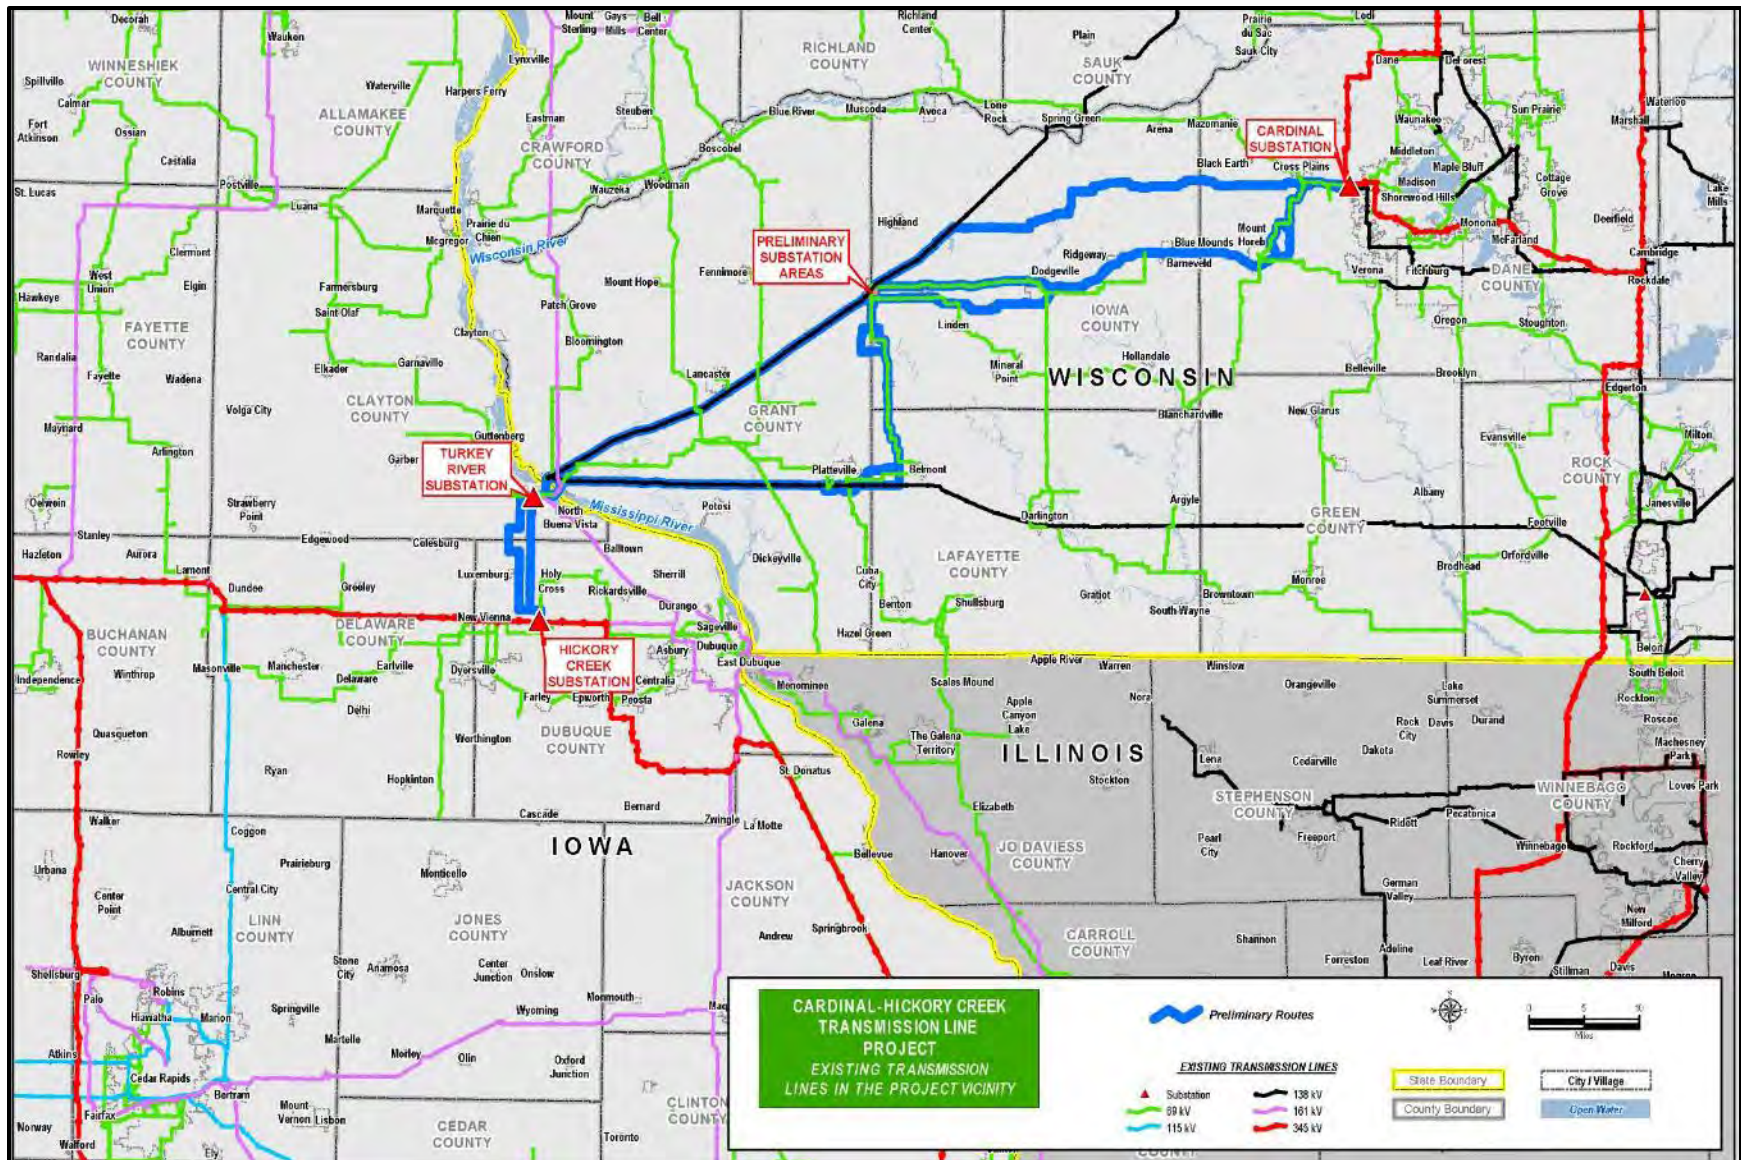 Decorah
Waukon
Mount
Sterling
Gays
Mills
Bell
Center
Richland
Center
Plain
Prairie
du Sac
Sauk City
Lodi
WINNESHIEK
COUNTY
Spillville
Calmar
Fort
Atkinson
Ossian
Castalia
Waterville
ALLAMAKEE
COUNTY
Lynxville
Harpers Ferry
Eastman
Steuben
CRAWFORD
COUNTY
RICHLAND
COUNTY
SAUK
COUNTY
Blue River
Muscoda
Avoca
Lone
Rock
Spring Green
Arena
Mazomanie
Black Earth
Cross Plains
CARDINAL
SUBSTATION
Dane
DeForest
Sun Prairie
Waunakee
Middleton
Maple Bluff
Madison
Shorewood Hills
Monona
McFarland
Cottage
Grove
Marshall
Waterloo
Lake
Mills
Deerfield
Cambridge
Rockdale
St. Lucas
Postville
Luana
Boscobel
Woodman
Wauzeka
Marquette
Mcgregor
Prairie du
Chien
Wisconsin River
Highland
PRELIMINARY
SUBSTATION
AREAS
Ridgeway
Dodgeville
Blue Mounds
Barneveld
Mount
Horeb
Verona
Fitchburg
DANE
COUNTY
Oregon
Stoughton
Clermont
West
Union
Elgin
Hawkeye
Farmersburg
Saint Olaf
Mount Hope
Fennimore
Patch Grove
Bloomington
Linden
IOWA
COUNTY
Mineral
Point
Hollandale
Belleville
Brooklyn
FAYETTE
COUNTY
Randalia
Fayette
Wadena
Clayton
Garnavillo
Elkader
Lancaster
WISCONSIN
Edgerton
Volga City
CLAYTON
COUNTY
GRANT
COUNTY
Blanchardville
New Glarus
Evansville
Milton
Maynard
Arlington
Guttenberg
Garber
TURKEY
RIVER
SUBSTATION
Platteville
Belmont
ROCK
COUNTY
Janesville
Oelwein
Strawberry
Point
North
Buena Vista
Mississippi River
Potosi
Darlington
Argyle
Albany
GREEN
COUNTY
Footville
Stanley
Hazleton
Aurora
Edgewood
Colesburg
Balltown
Dickeyville
LAFAYETTE
COUNTY
Orfordville
Brodhead
Lamont
Dundee
Greeley
Luxemburg
Holy
Cross
Rickardsville
Sherrill
Durango
Cuba
City
Benton
Shullsburg
Gratiot
South Wayne
Browntown
Monroe
New Vienna
Sageville
Hazel Green
BUCHANAN
COUNTY
DELAWARE
COUNTY
Dubuque
Asbury
East Dubuque
Beloit
South Beloit
Independence
Winthrop
Masonville
Manchester
Earlville
Delaware
Dyersville
HICKORY
CREEK
SUBSTATION
Centralia
Farley
Epworth
Peosta
Menominee
Scales Mound
Apple River
Warren
Winslow
Orangeville
Nora
Lake
Summerset
Rockton
Delhi
Quasqueton
Worthington
DUBUQUE
COUNTY
Galena
The Galena
Territory
Apple
Canyon
Lake
Rock
City
Davis
Durand
Roscoe
Machesney
Park
Rowley
Ryan
Hopkinton
St. Donatus
ILLINOIS
Stockton
Lena
Cedarville
Dakota
Loves Park
WINNEBAGO
COUNTY
STEPHENSON
COUNTY
Bernard
Cascade
Zwingle
La Motte
Elizabeth
Walker
Coggon
IOWA
Pearl
City
Freeport
Ridott
Pecatonica
Winnebago
Rockford
Cherry
Valley
Urbana
Prairieburg
Monticello
Bellevue
Hanover
JO DAVIESS
COUNTY
German
Valley
Center
Point
Central City
JACKSON
COUNTY
New
Milford
LINN
COUNTY
JONES
COUNTY
Alburnett
Andrew
Springbrook
CARROLL
COUNTY
Shannon
Adeline
Forreston
Leaf River
Byron
Stillman
Davis
Monroe
Shellsburg
Stone
City
Anamosa
Center
Junction
Onslow
Palo
Robins
Hiawatha
Marion
Springville
Wyoming
Monmouth
Maq
Atkins
Martelle
Morley
Olin
Oxford
Junction
Cedar Rapids
Bertram
Fairfax
Mount
Vernon
Lisbon
Norway
Walford
Ely
CEDAR
COUNTY
CLINTON
COUNTY
Toronto
CARDINAL-HICKORY CREEK
TRANSMISSION LINE
PROJECT
EXISTING TRANSMISSION
LINES IN THE PROJECT VICINITY
Preliminary Routes
0 5 10
Miles
EXISTING TRANSMISSION LINES
Substation
69 kV
115 kV
138 kV
161 kV
345 kV
State Boundary
County Boundary
City / Village
Open Water
COUNTY